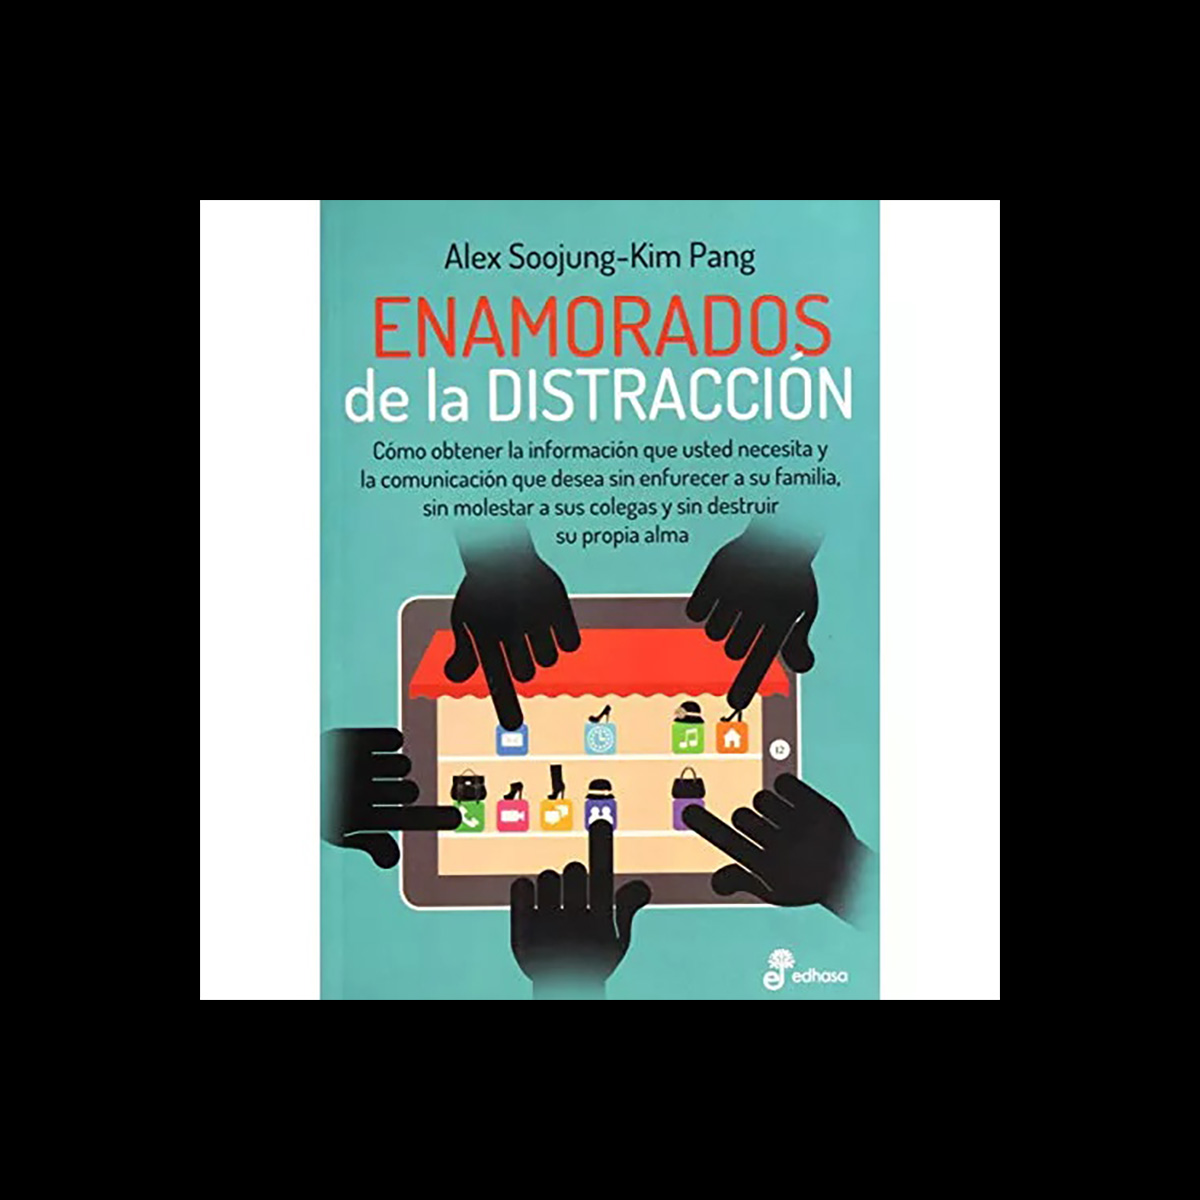 Alex Soojung-Kim Pang
ENAMORADOS
de la DISTRACCIÓN
Cómo obtener la información que usted necesita y
la comunicación que desea sin enfurecer a su familia,
sin molestar a sus colegas y sin destruir
su propia alma
12
edhasa